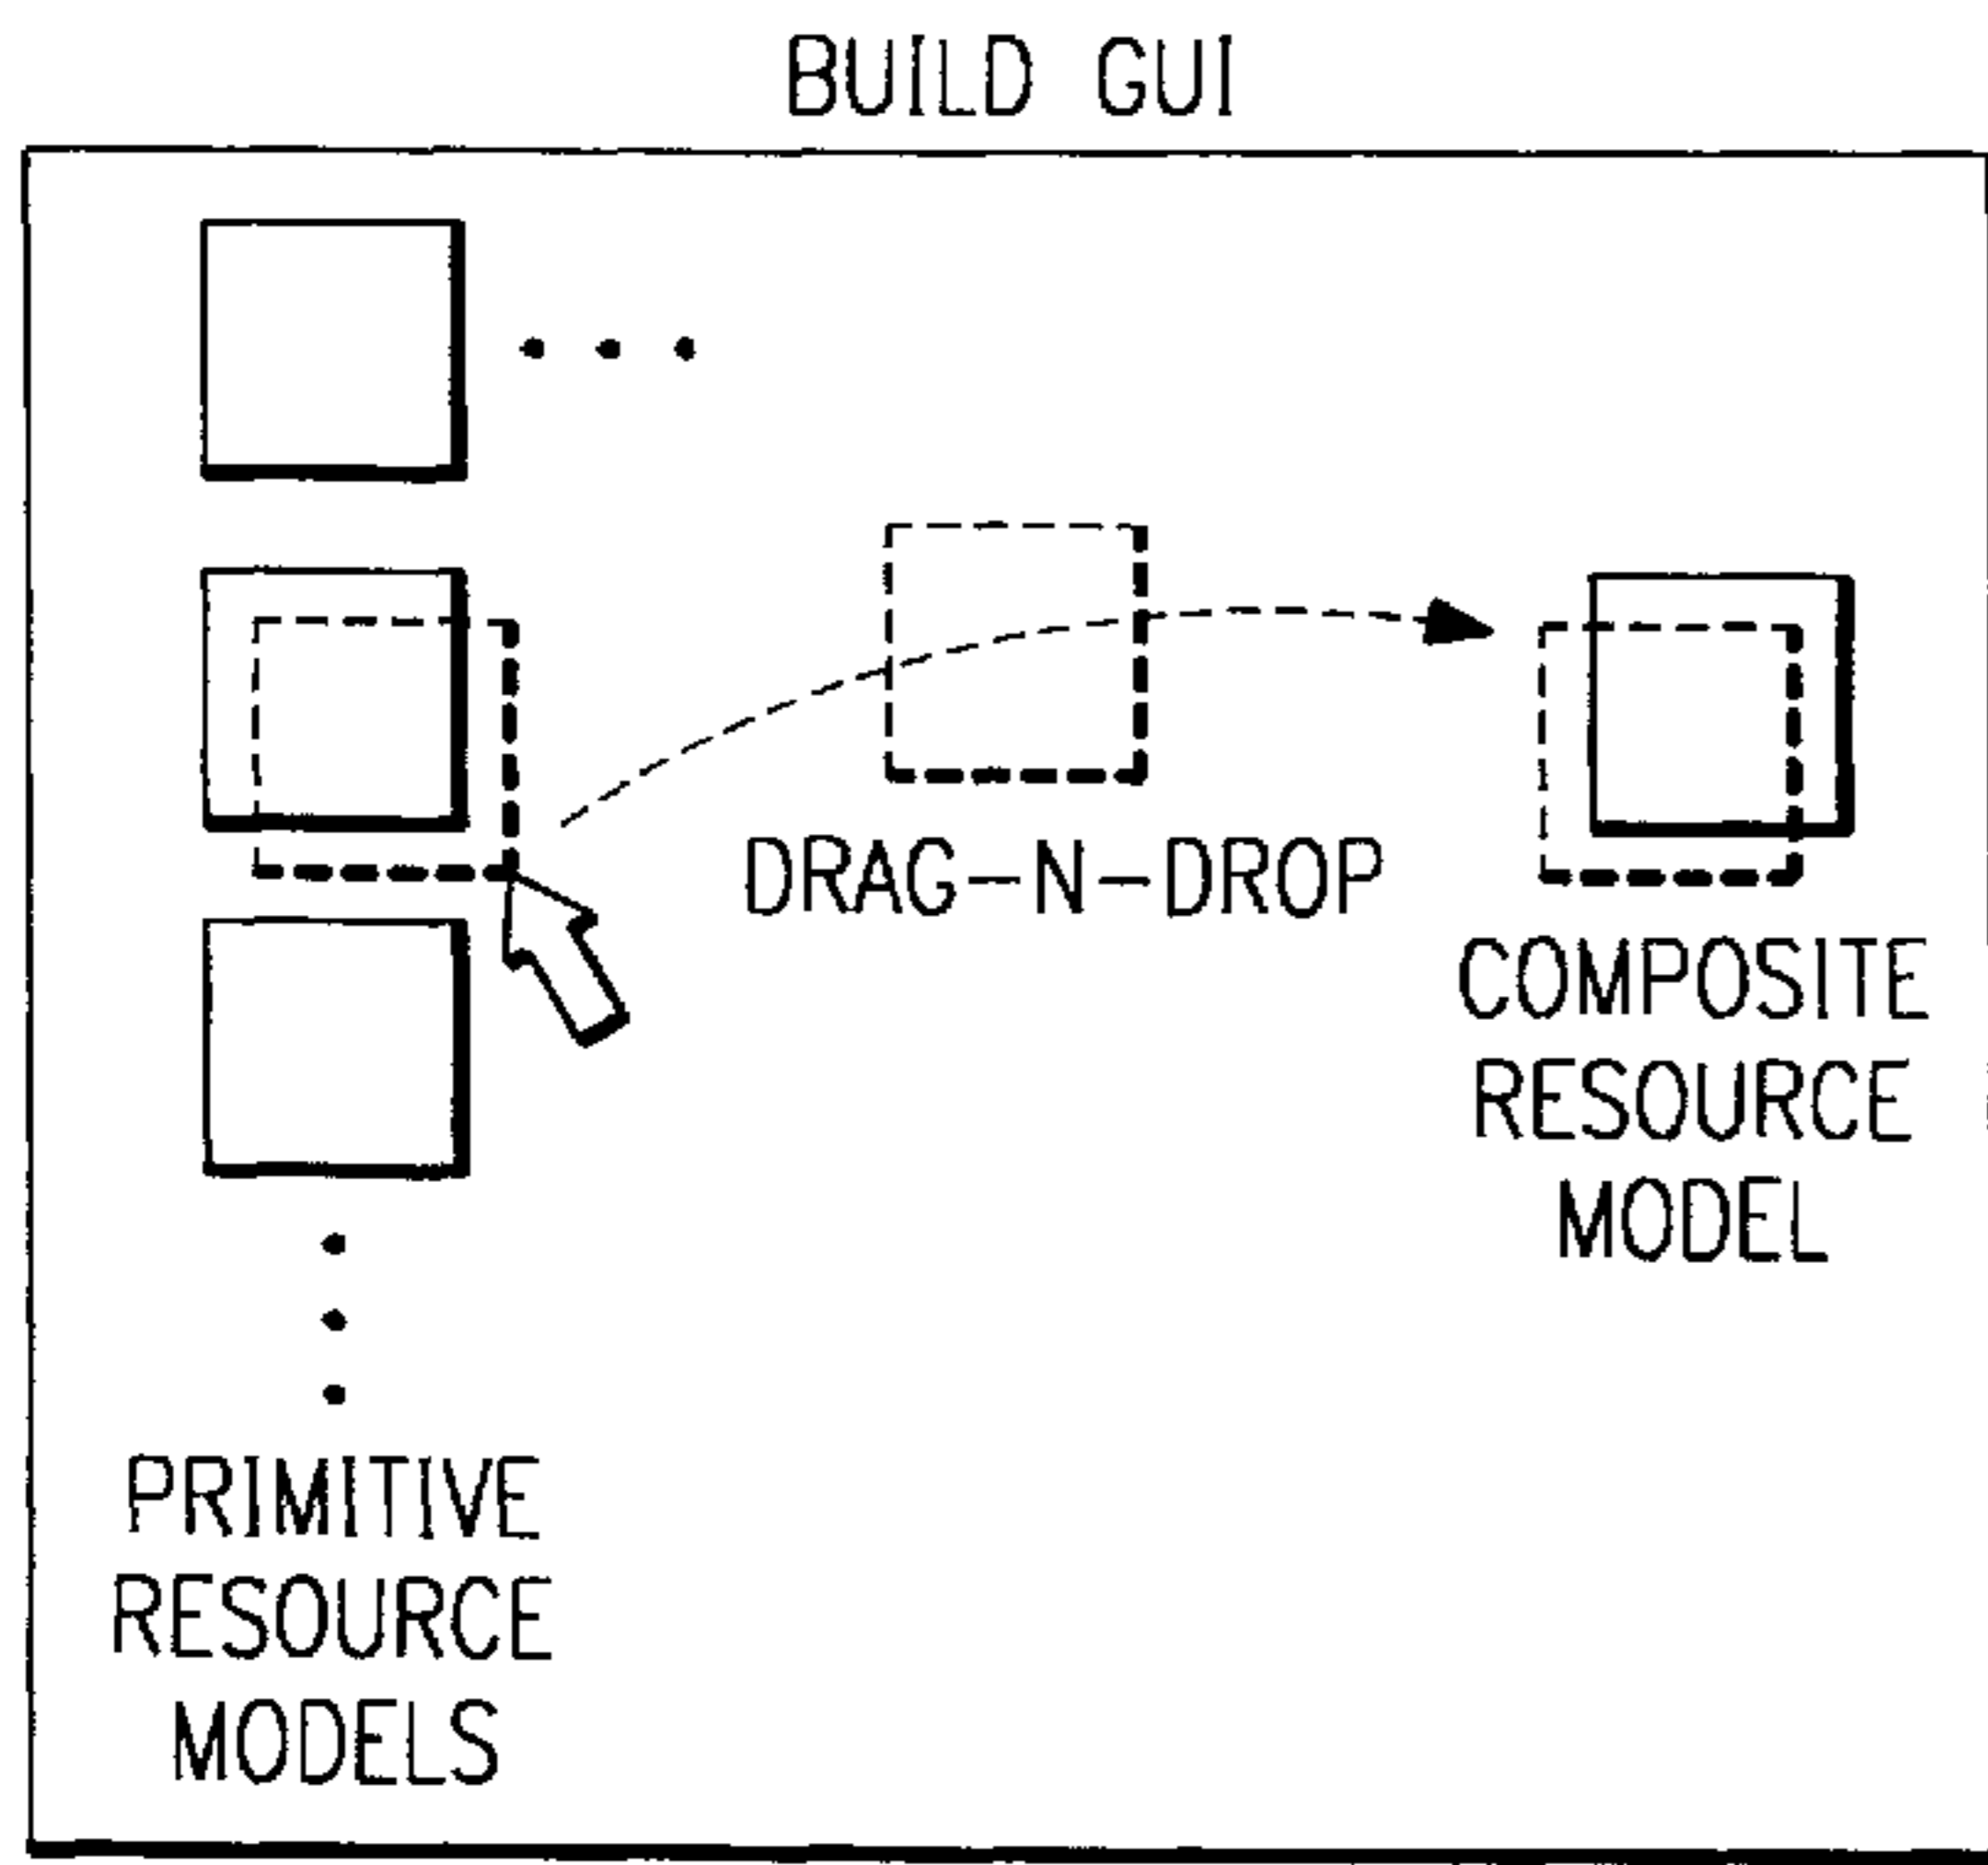 BUILD GUI
DRAG-N-DROP
COMPOSITE
RESOURCE
MODEL
PRIMITIVE
RESOURCE
MODELS